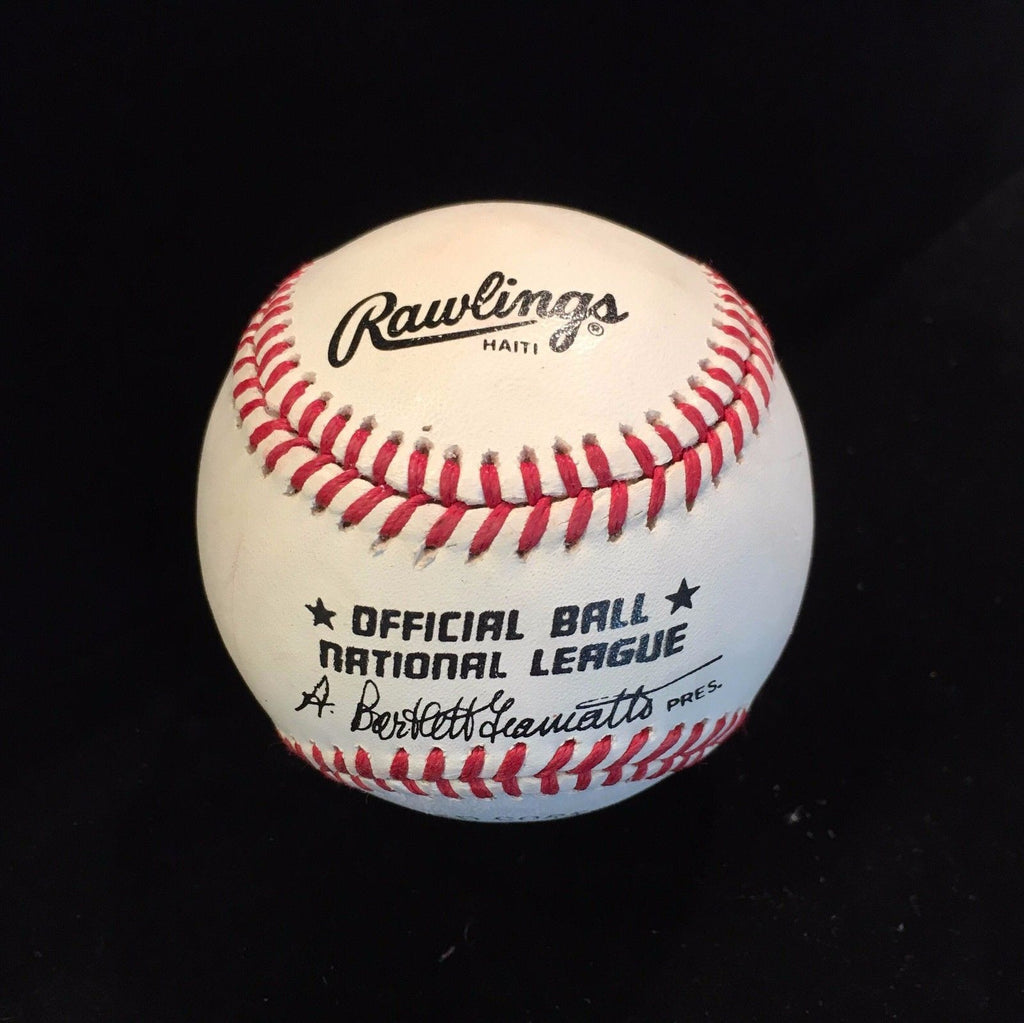 Rawlings®
HAITI
★ OFFICIAL BALL ★
NATIONAL LEAGUE
A. Bartlett Giamatti PRES.